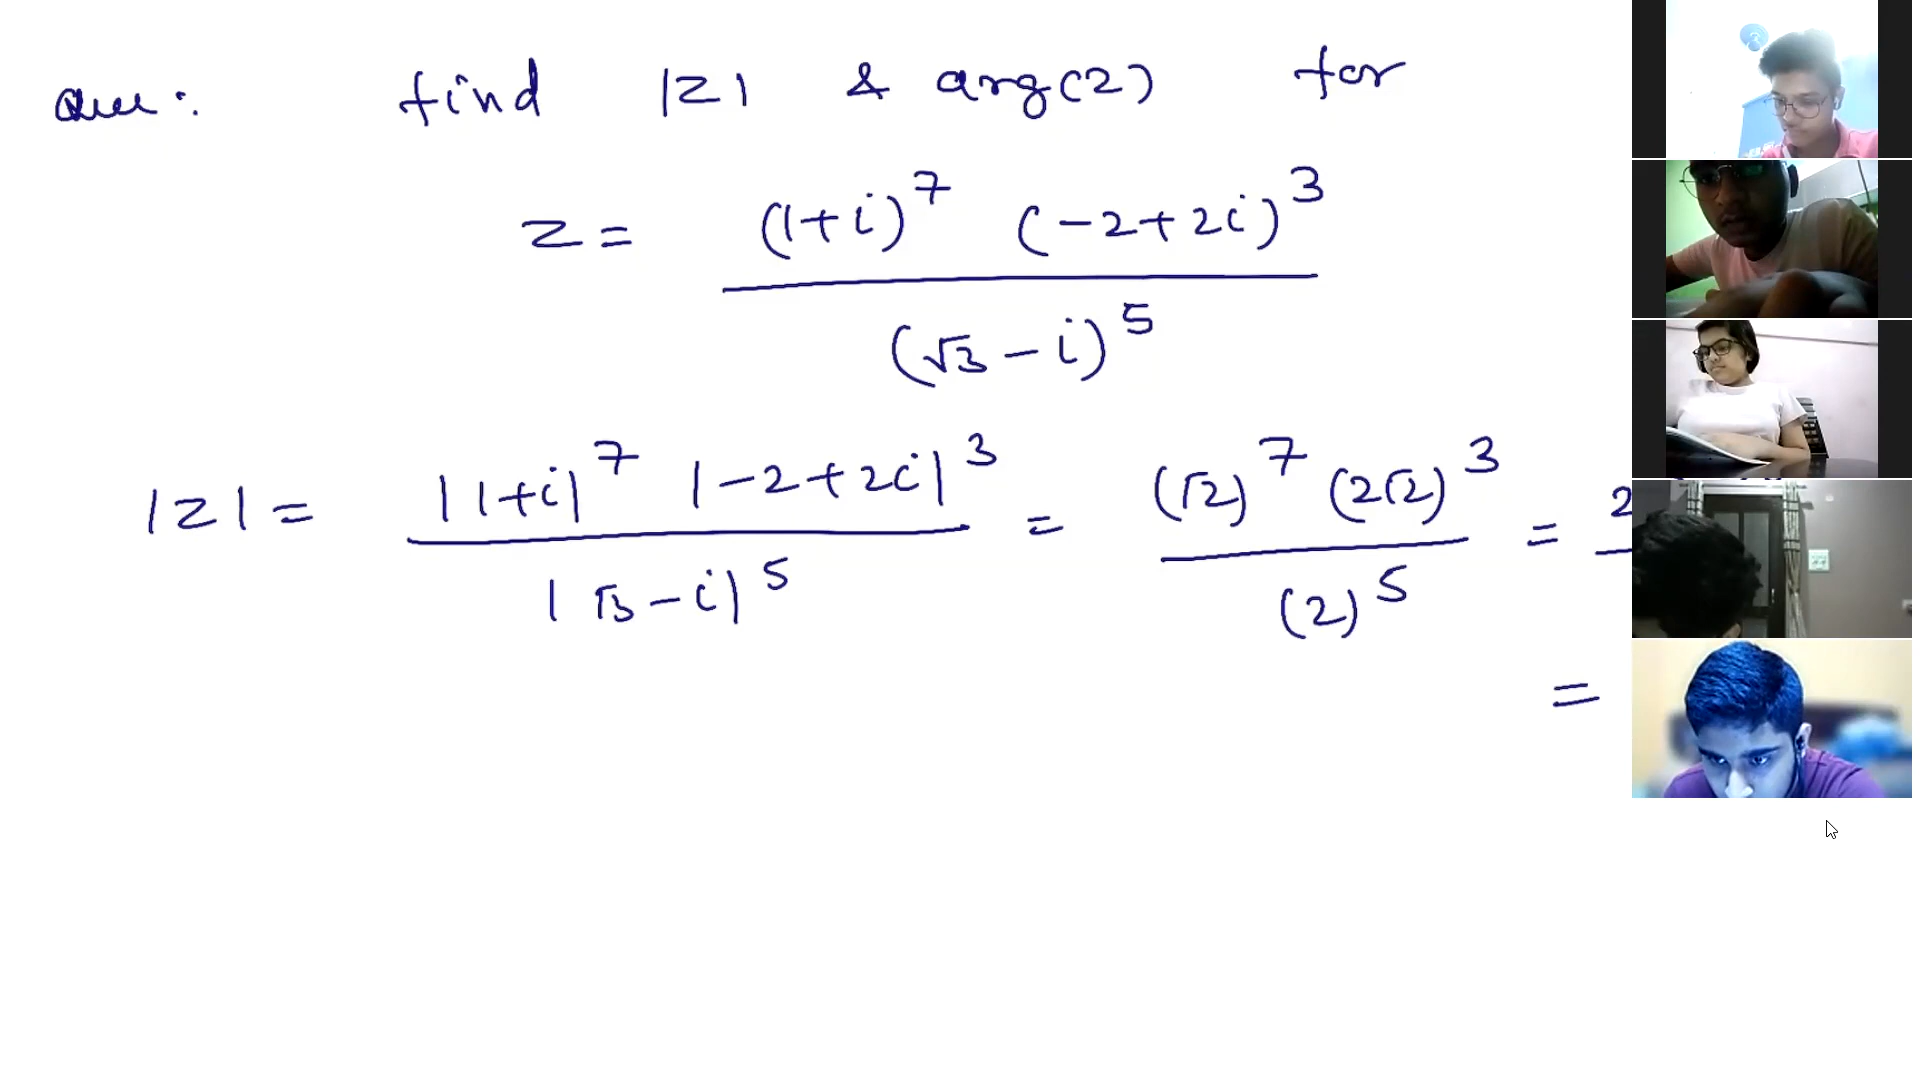 Que: find |z| & arg(z) for
z = (1+i)^7 (-2+2i)^3 / (√3 - i)^5
|z| = |1+i|^7 |-2+2i|^3 / |√3 - i|^5 = (√2)^7 (2√2)^3 / (2)^5 = 2
=